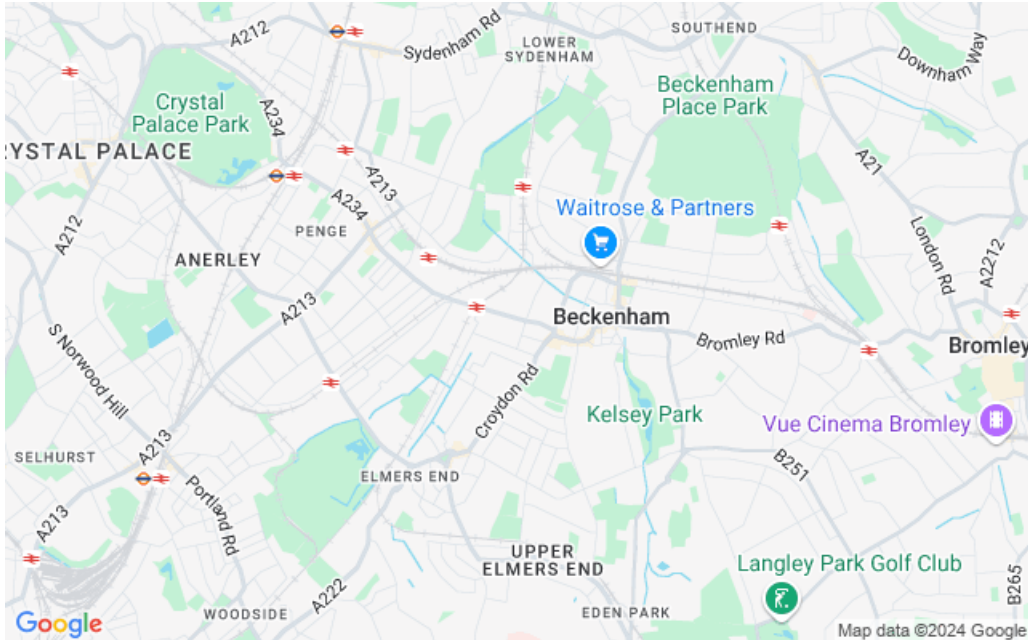 SOUTHEND
A212
Sydenham Rd
LOWER
SYDENHAM
Downham Way
Beckenham
Place Park
Crystal
Palace Park
A234
RYSTAL PALACE
A213
A21
A234
Waitrose & Partners
A212
PENGE
London Rd
A2212
ANERLEY
A213
Beckenham
Bromley Rd
Bromley
S Norwood Hill
Croydon Rd
Kelsey Park
Vue Cinema Bromley
A213
SELHURST
B251
ELMERS END
Portland Rd
A213
UPPER
ELMERS END
Langley Park Golf Club
B265
A222
WOODSIDE
EDEN PARK
Google
Map data ©2024 Google